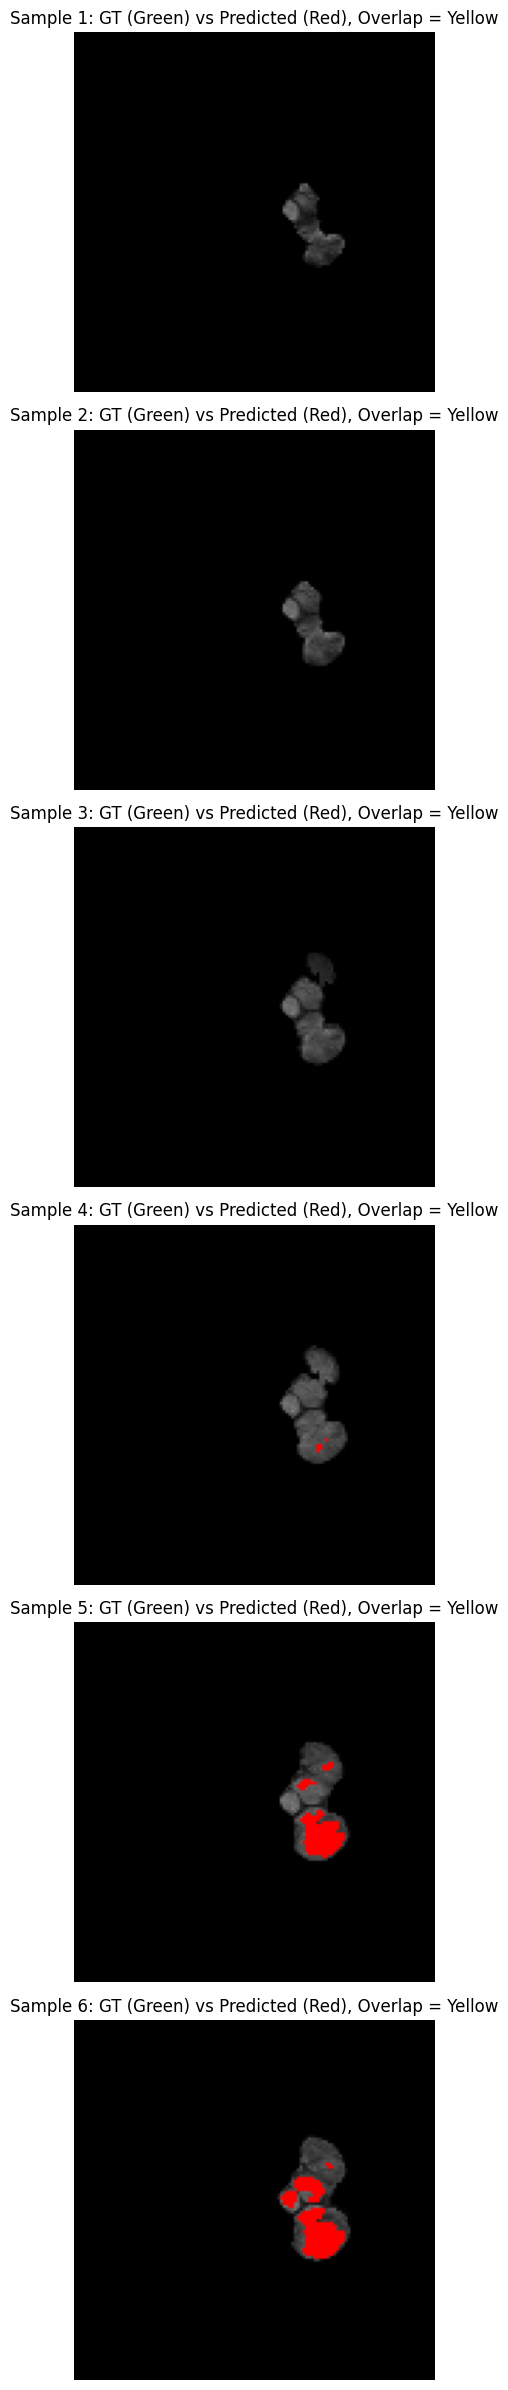 Sample 1: GT (Green) vs Predicted (Red), Overlap = Yellow
Sample 2: GT (Green) vs Predicted (Red), Overlap = Yellow
Sample 3: GT (Green) vs Predicted (Red), Overlap = Yellow
Sample 4: GT (Green) vs Predicted (Red), Overlap = Yellow
Sample 5: GT (Green) vs Predicted (Red), Overlap = Yellow
Sample 6: GT (Green) vs Predicted (Red), Overlap = Yellow